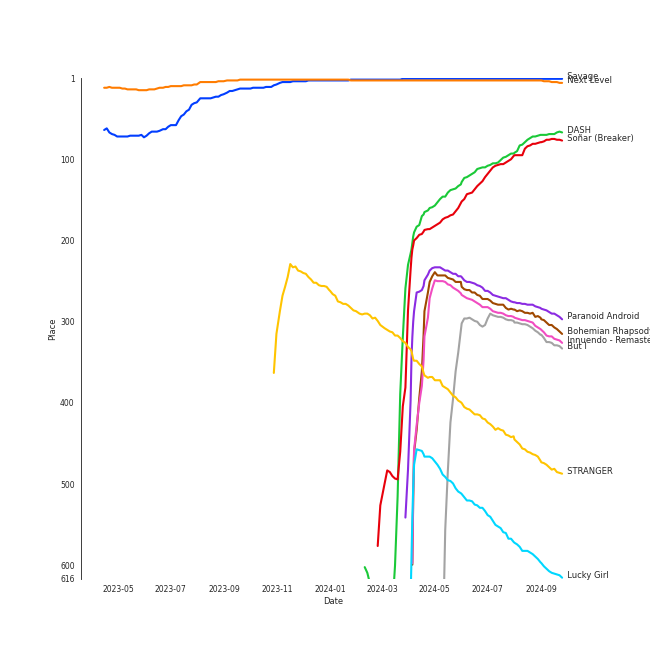 1
100
200
300
400
500
600
616
Place
2023-05
2023-07
2023-09
2023-11
2024-01
2024-03
2024-05
2024-07
2024-09
Date
Savage
Next Level
DASH
Soñar (Breaker)
Paranoid Android
Bohemian Rhapsody
Innuendo - Remaste
But I
STRANGER
Lucky Girl